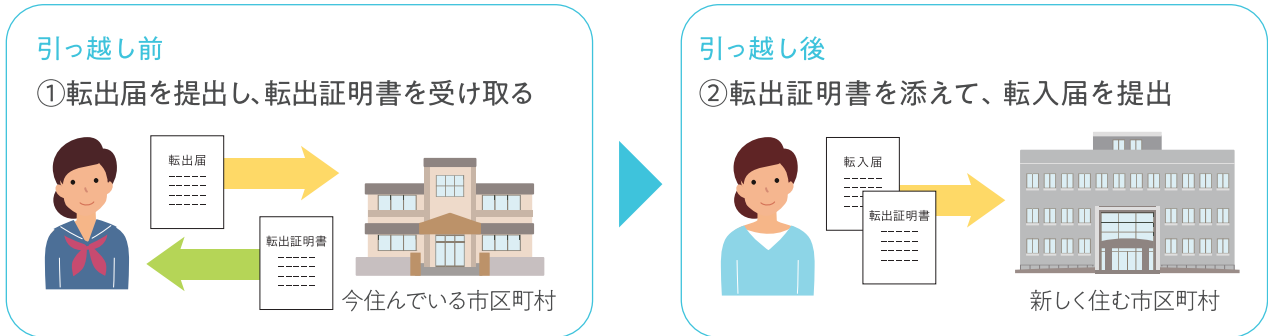 引っ越し前
①転出届を提出し、転出証明書を受け取る
転出届
転出証明書
今住んでいる市区町村
引っ越し後
②転出証明書を添えて、転入届を提出
転入届
転出証明書
新しく住む市区町村